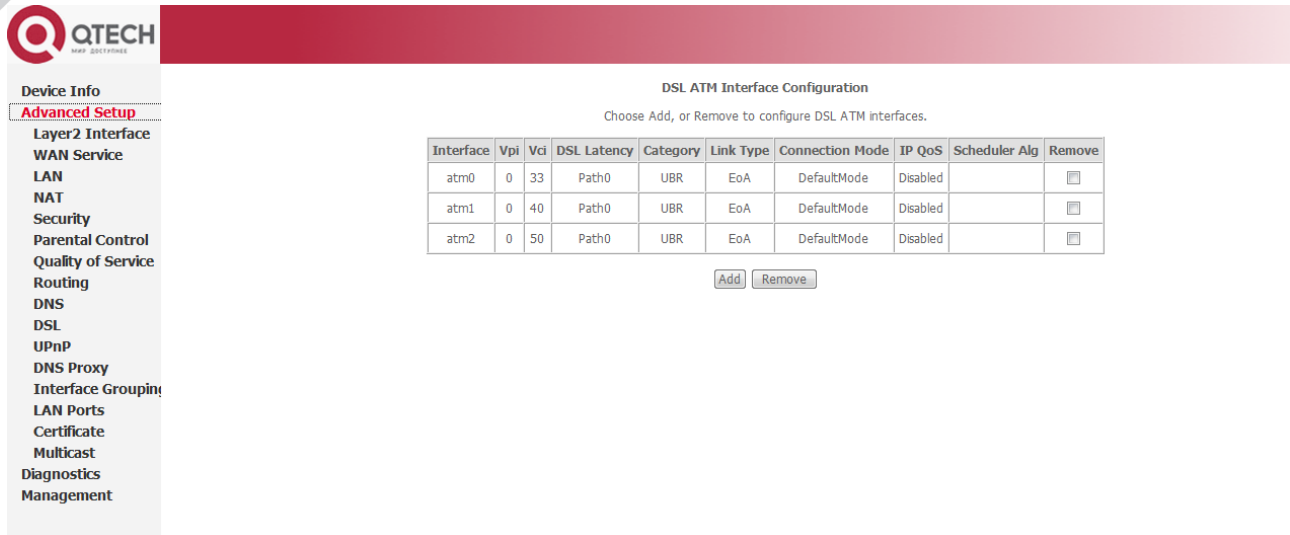 QTECH
МИР ДОСТУПНЕЕ
Device Info
Advanced Setup
Layer2 Interface
WAN Service
LAN
NAT
Security
Parental Control
Quality of Service
Routing
DNS
DSL
UPnP
DNS Proxy
Interface Grouping
LAN Ports
Certificate
Multicast
Diagnostics
Management
DSL ATM Interface Configuration
Choose Add, or Remove to configure DSL ATM interfaces.
Interface Vpi Vci DSL Latency Category Link Type Connection Mode IP QoS Scheduler Alg Remove
atm0 0 33 Path0 UBR EoA DefaultMode Disabled
atm1 0 40 Path0 UBR EoA DefaultMode Disabled
atm2 0 50 Path0 UBR EoA DefaultMode Disabled
Add Remove